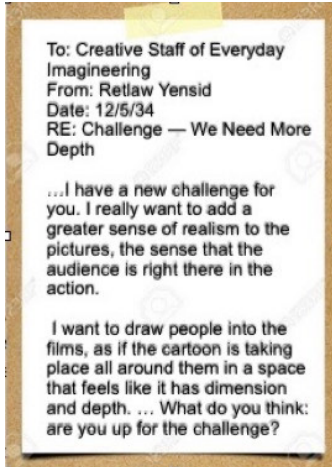 To: Creative Staff of Everyday
Imagineering
From: Retlaw Yensid
Date: 12/5/34
RE: Challenge — We Need More
Depth
…I have a new challenge for
you. I really want to add a
greater sense of realism to the
pictures, the sense that the
audience is right there in the
action.
I want to draw people into the
films, as if the cartoon is taking
place all around them in a space
that feels like it has dimension
and depth. … What do you think:
are you up for the challenge?